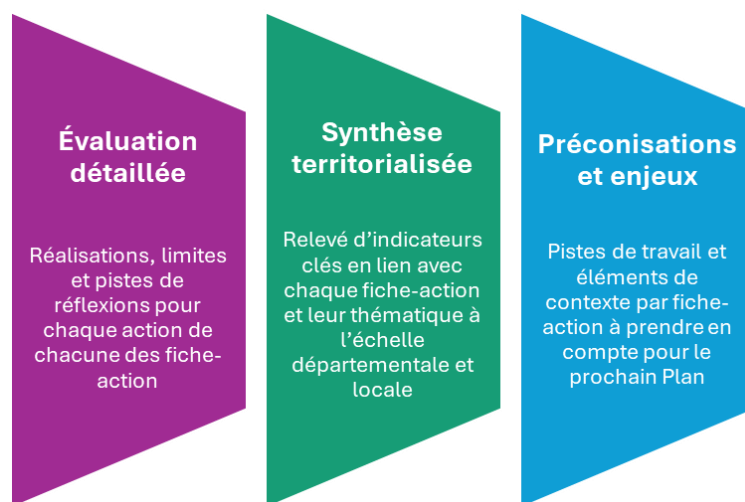 Évaluation
détaillée
Réalisations, limites
et pistes de
réflexions pour
chaque action de
chacune des fiche-
action
Synthèse
territorialisée
Relevé d’indicateurs
clés en lien avec
chaque fiche-action
et leur thématique à
l’échelle
départementale et
locale
Préconisations
et enjeux
Pistes de travail et
éléments de
contexte par fiche-
action à prendre en
compte pour le
prochain Plan